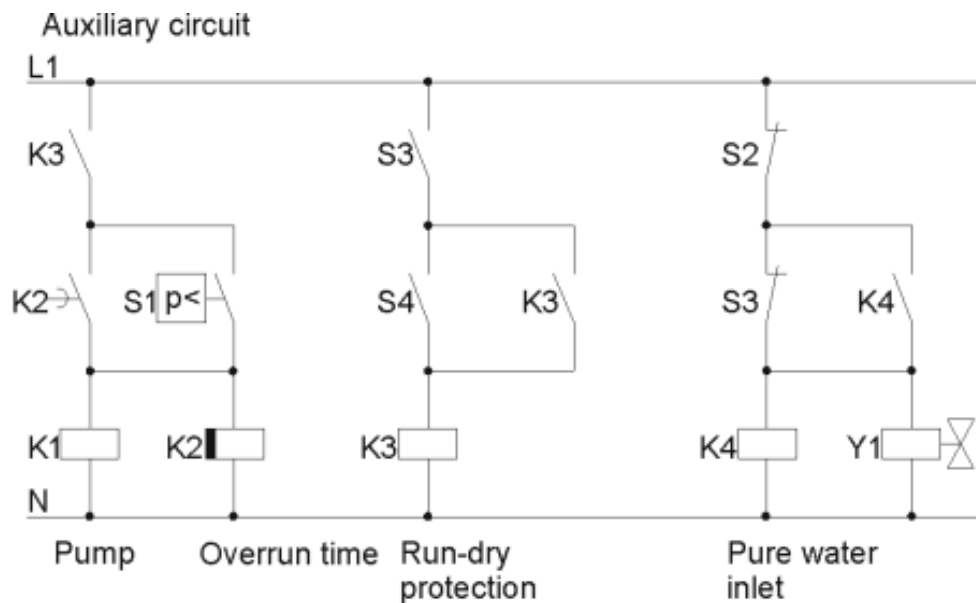 Auxiliary circuit
L1
K3
S3
S2
K2
S1
p<
S4
K3
S3
K4
K1
K2
K3
K4
Y1
N
Pump
Overrun time
Run-dry
protection
Pure water
inlet